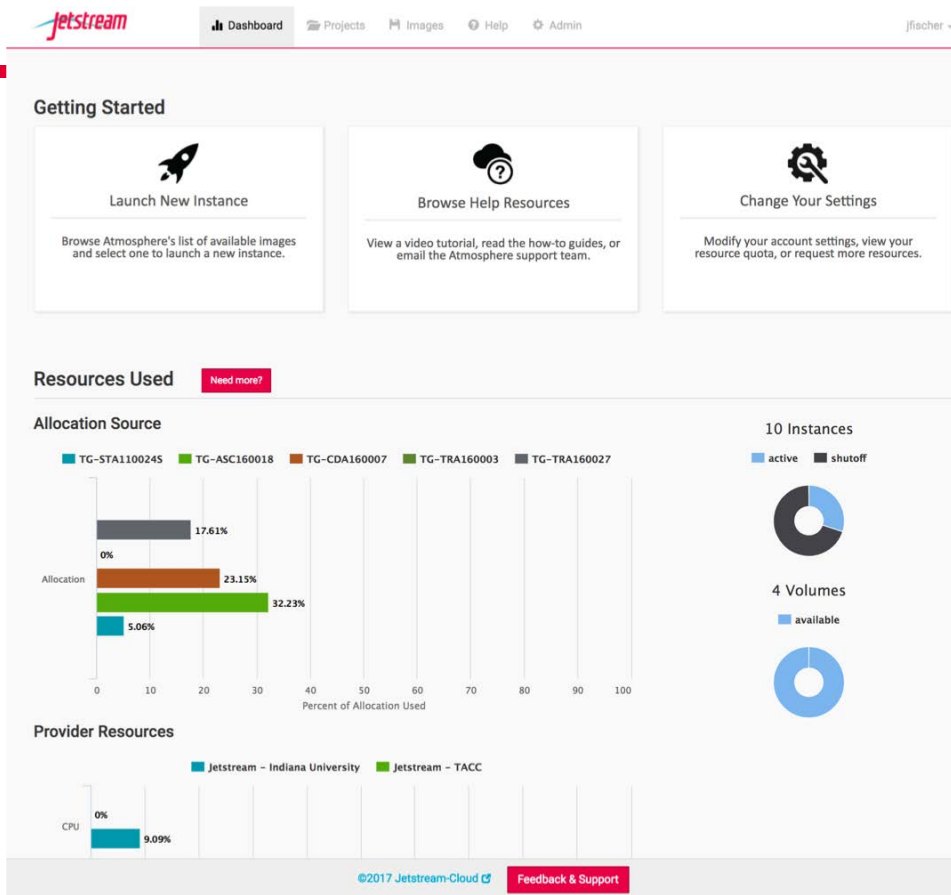 Jetstream
Dashboard Projects Images Help Admin jfischer
Getting Started
Launch New Instance
Browse Atmosphere's list of available images
and select one to launch a new instance.
Browse Help Resources
View a video tutorial, read the how-to guides, or
email the Atmosphere support team.
Change Your Settings
Modify your account settings, view your
resource quota, or request more resources.
Resources Used Need more?
Allocation Source
TG-STA110024S TG-ASC160018 TG-CDA160007 TG-TRA160003 TG-TRA160027
17.61%
0%
Allocation
23.15%
32.23%
5.06%
0 10 20 30 40 50 60 70 80 90 100
Percent of Allocation Used
10 Instances
active shutoff
4 Volumes
available
Provider Resources
Jetstream – Indiana University Jetstream – TACC
CPU
0%
9.09%
©2017 Jetstream-Cloud Feedback & Support